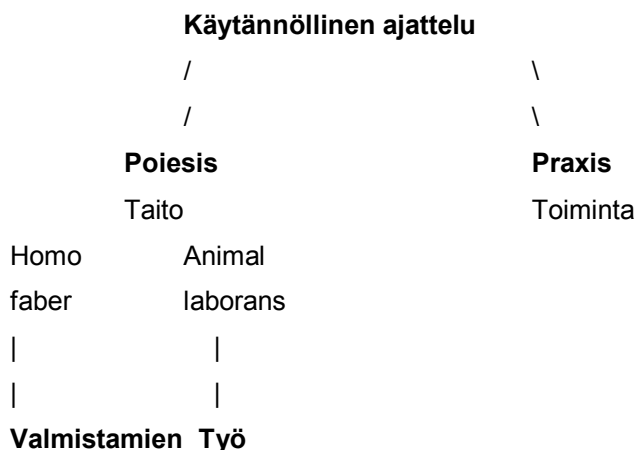 Käytännöllinen ajattelu
/ \
/ \
Poiesis Praxis
Taito Toiminta
Homo Animal
faber laborans
| |
| |
Valmistamien Työ